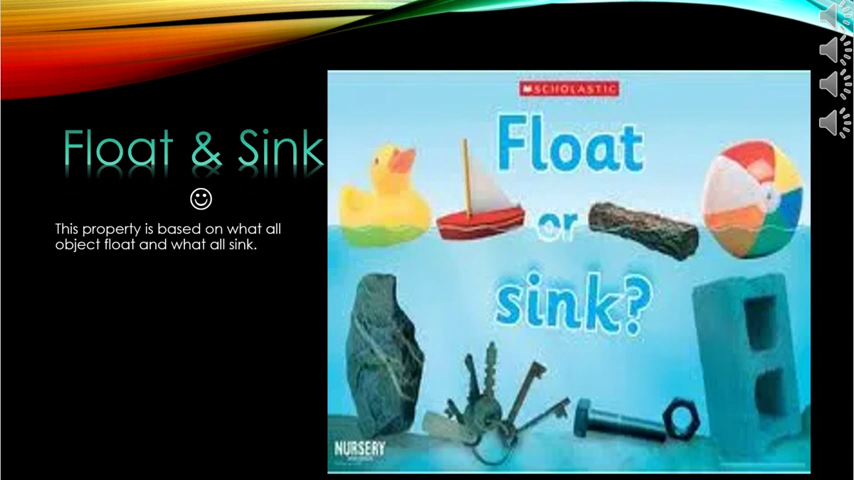 Float & Sink
☺
This property is based on what all
object float and what all sink.
SCHOLASTIC
Float
or
sink?
NURSERY